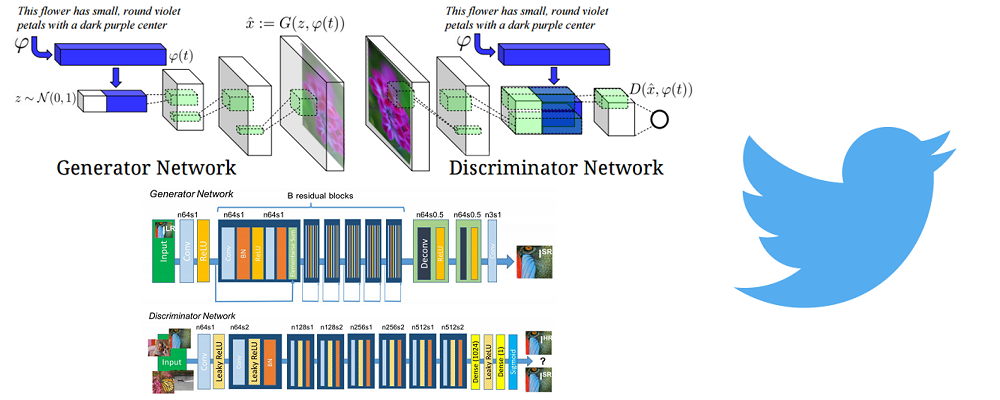 This flower has small, round violet
petals with a dark purple center
φ
φ(t)
z ∼ 𝒩(0, 1)
x̂ := G(z, φ(t))
Generator Network
This flower has small, round violet
petals with a dark purple center
φ
D(x̂, φ(t))
Discriminator Network
Generator Network
B residual blocks
n64s1
n64s1
n64s1
n64s0.5
n64s0.5
n3s1
Input
LR
Conv
ReLU
Conv
BN
ReLU
Elementwise Sum
Deconv
ReLU
Conv
SR
Discriminator Network
n64s1
n64s2
n128s1
n128s2
n256s1
n256s2
n512s1
n512s2
Input
Conv
Leaky ReLU
Conv
Leaky ReLU
BN
Dense (1024)
Leaky ReLU
Dense (1)
Sigmoid
HR
?
SR